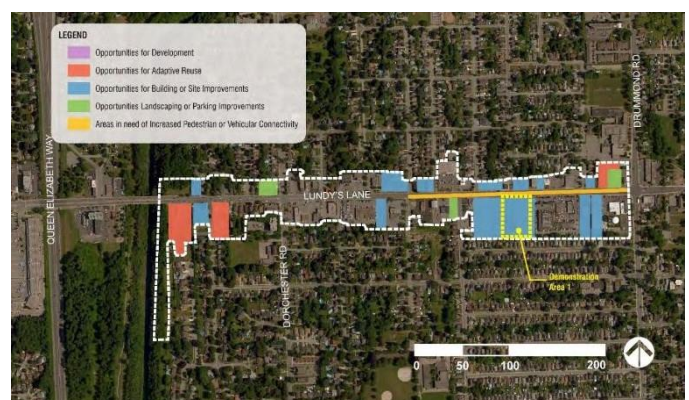 LEGEND
Opportunities for Development
Opportunities for Adaptive Reuse
Opportunities for Building or Site Improvements
Opportunities Landscaping or Parking Improvements
Areas in need of Increased Pedestrian or Vehicular Connectivity
QUEEN ELIZABETH WAY
DRUMMOND RD
LUNDY'S LANE
DORCHESTER RD
Demonstration
Area 1
0 50 100 200